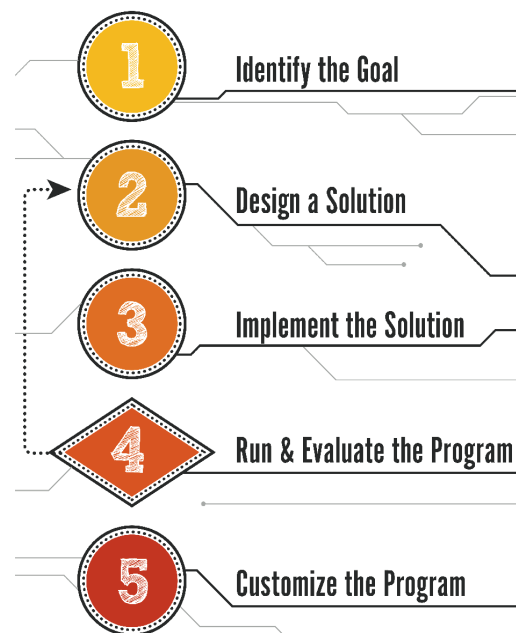 1
Identify the Goal
2
Design a Solution
3
Implement the Solution
4
Run & Evaluate the Program
5
Customize the Program